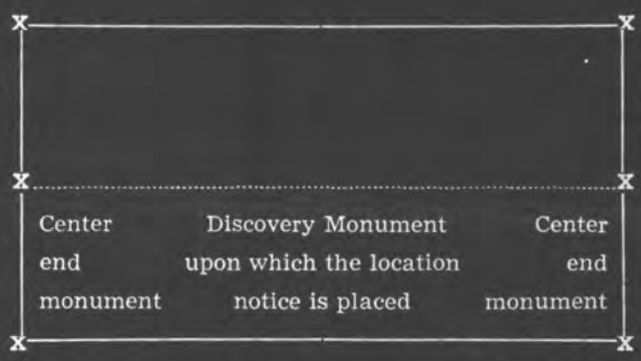 X X
X X
Center Discovery Monument Center
end upon which the location end
monument notice is placed monument
X X